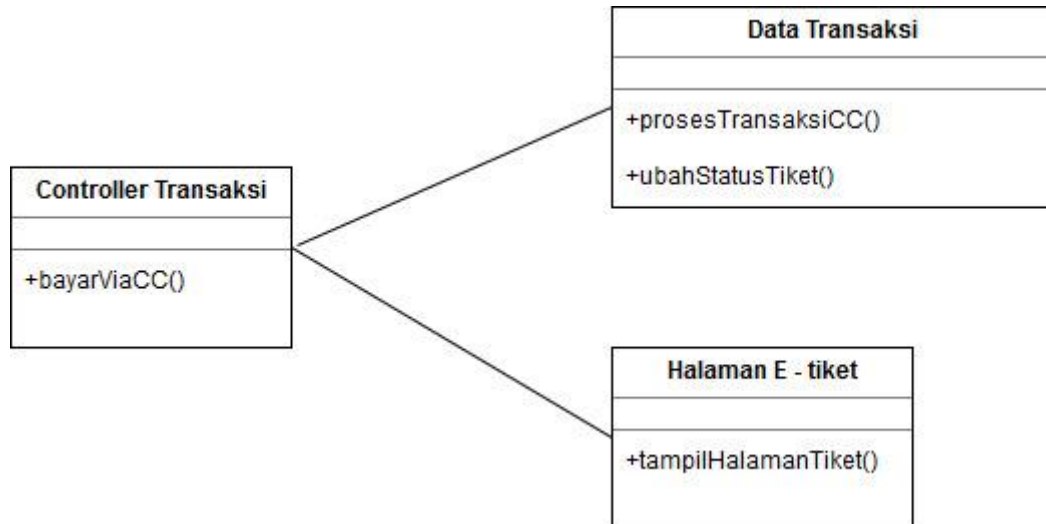 Data Transaksi
+prosesTransaksiCC()
+ubahStatusTiket()
Controller Transaksi
+bayarViaCC()
Halaman E - tiket
+tampilHalamanTiket()